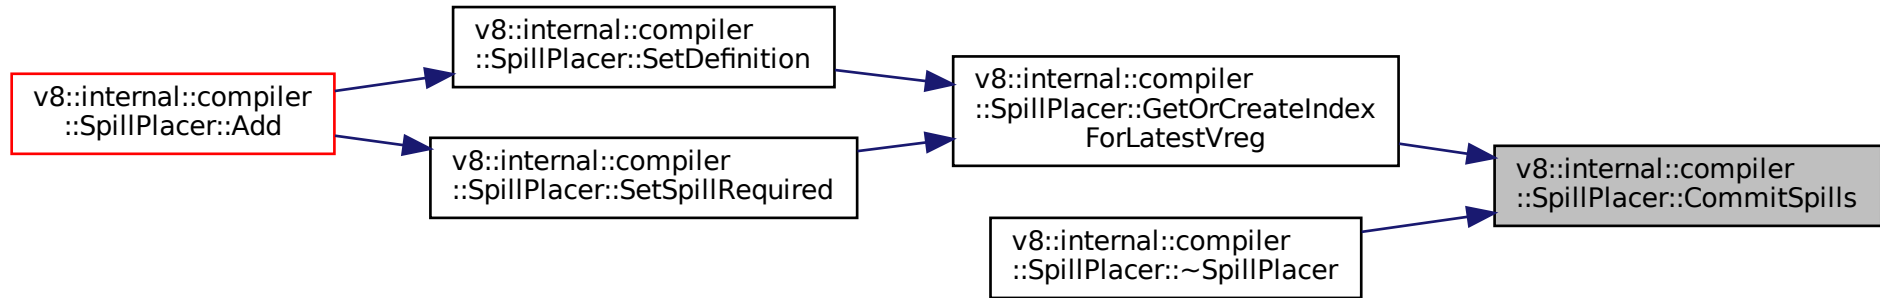 v8::internal::compiler
::SpillPlacer::Add
v8::internal::compiler
::SpillPlacer::SetDefinition
v8::internal::compiler
::SpillPlacer::SetSpillRequired
v8::internal::compiler
::SpillPlacer::GetOrCreateIndex
ForLatestVreg
v8::internal::compiler
::SpillPlacer::~SpillPlacer
v8::internal::compiler
::SpillPlacer::CommitSpills